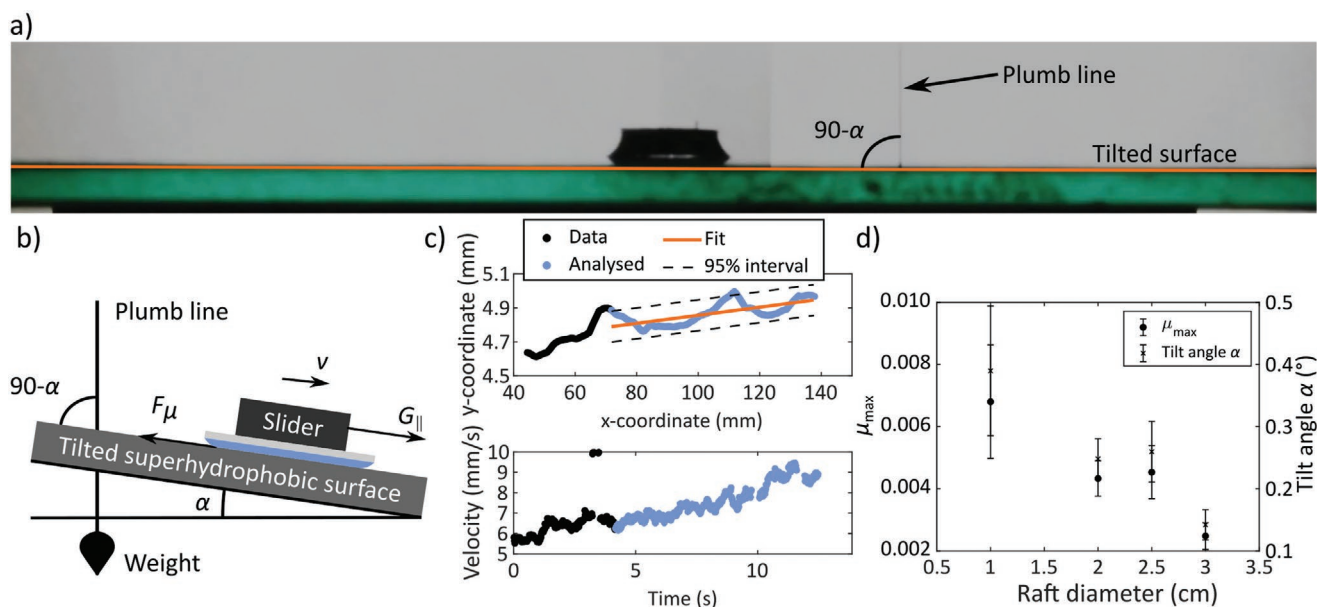 a)
Plumb line
90-α
Tilted surface
b)
Plumb line
90-α
v
Fμ
Slider
G||
Tilted superhydrophobic surface
α
Weight
c)
Data
Fit
Analysed
95% interval
y-coordinate (mm)
5.1
4.9
4.7
4.5
40 60 80 100 120 140 160
x-coordinate (mm)
Velocity (mm/s)
10
9
8
7
6
5
0 5 10
Time (s)
d)
μmax
Tilt angle α
μmax
0.010
0.008
0.006
0.004
0.002
Tilt angle α (°)
0.5
0.4
0.3
0.2
0.1
0.5 1 1.5 2 2.5 3 3.5
Raft diameter (cm)